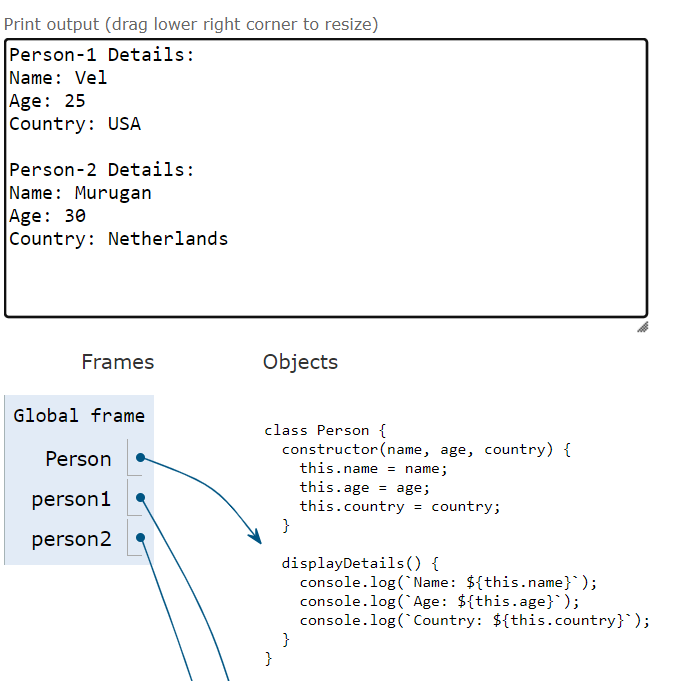 Print output (drag lower right corner to resize)
Person-1 Details:
Name: Vel
Age: 25
Country: USA

Person-2 Details:
Name: Murugan
Age: 30
Country: Netherlands

Frames Objects
Global frame
Person
person1
person2
class Person {
  constructor(name, age, country) {
    this.name = name;
    this.age = age;
    this.country = country;
  }

  displayDetails() {
    console.log(`Name: ${this.name}`);
    console.log(`Age: ${this.age}`);
    console.log(`Country: ${this.country}`);
  }
}